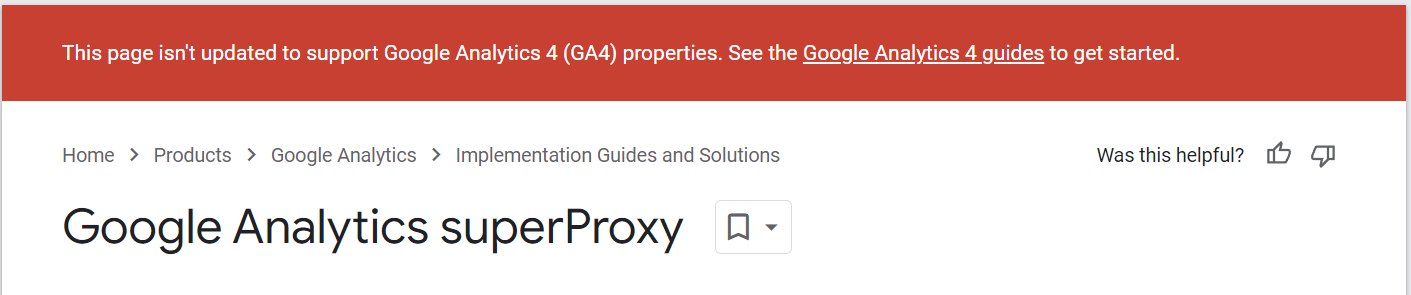 This page isn't updated to support Google Analytics 4 (GA4) properties. See the Google Analytics 4 guides to get started.
Home > Products > Google Analytics > Implementation Guides and Solutions
Was this helpful?
Google Analytics superProxy